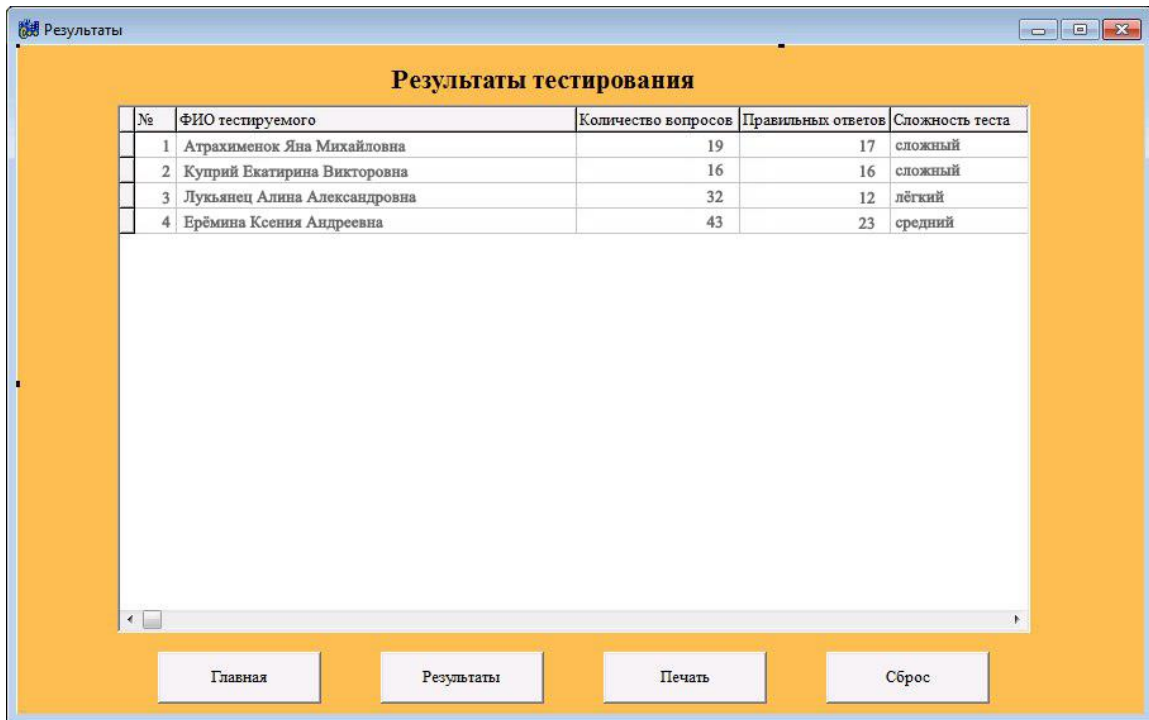 Результаты
Результаты тестирования
№ ФИО тестируемого Количество вопросов Правильных ответов Сложность теста
1 Атрахименок Яна Михайловна 19 17 сложный
2 Куприй Екатирина Викторовна 16 16 сложный
3 Лукьянец Алина Александровна 32 12 лёгкий
4 Ерёмина Ксения Андреевна 43 23 средний
Главная Результаты Печать Сброс